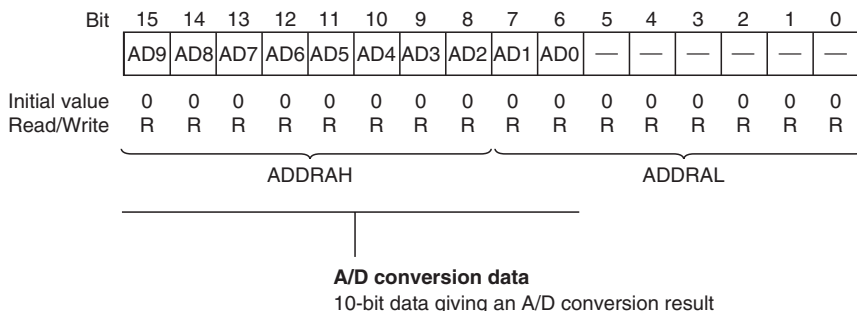 Bit 15 14 13 12 11 10 9 8 7 6 5 4 3 2 1 0
AD9 AD8 AD7 AD6 AD5 AD4 AD3 AD2 AD1 AD0 — — — — — —
Initial value 0 0 0 0 0 0 0 0 0 0 0 0 0 0 0 0
Read/Write R R R R R R R R R R R R R R R R
ADDRAH ADDRAL
A/D conversion data
10-bit data giving an A/D conversion result